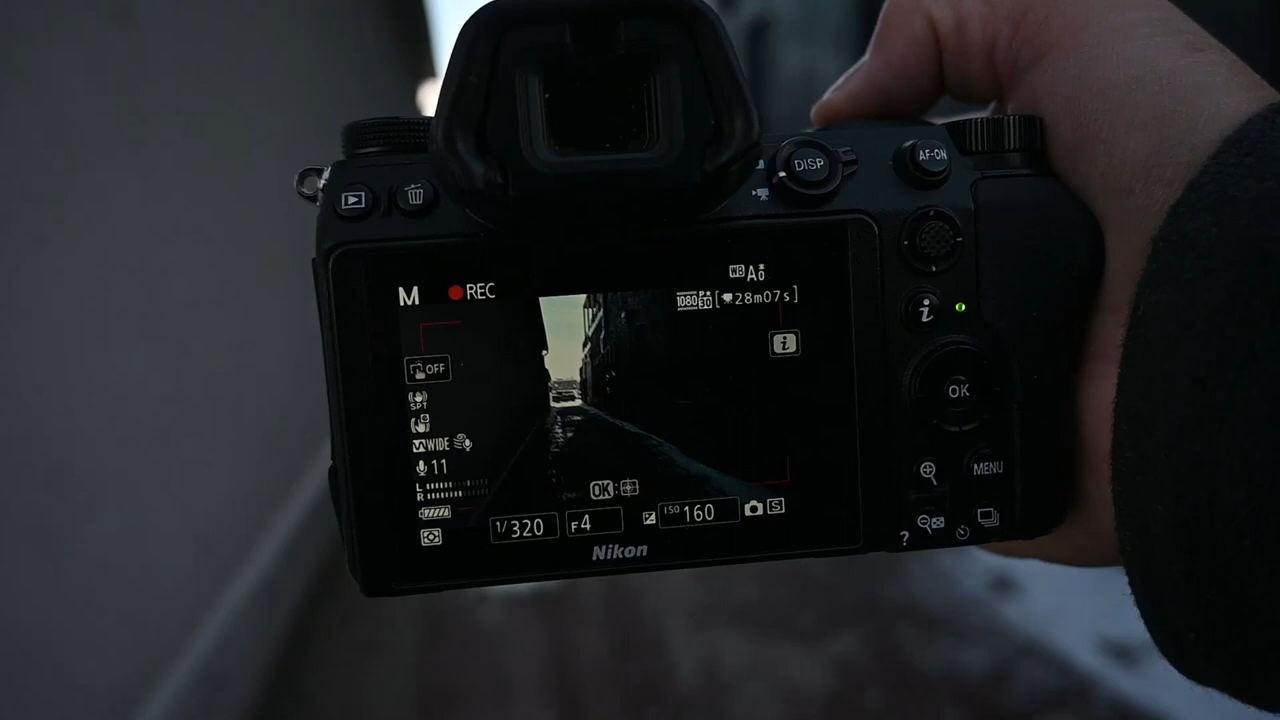 DISP
AF-ON
WB A0
M REC 1080 30 [28m07s]
i
i
OFF
SPT
OK
WIDE
11
MENU
L
R
OK:
1/320 F4 ISO 160 S
?
Nikon